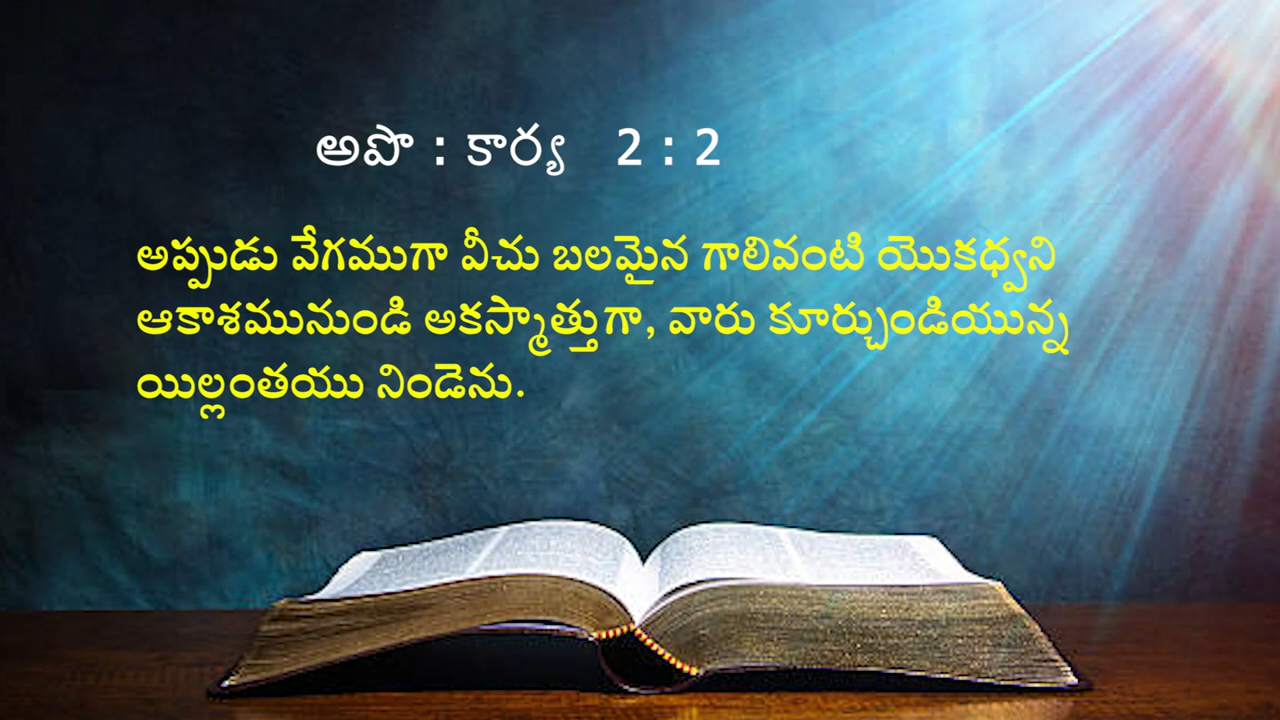 అపొ : కార్య 2 : 2
అప్పుడు వేగముగా వీచు బలమైన గాలివంటి యొకధ్వని
ఆకాశమునుండి అకస్మాత్తుగా, వారు కూర్చుండియున్న
యిల్లంతయు నిండెను.